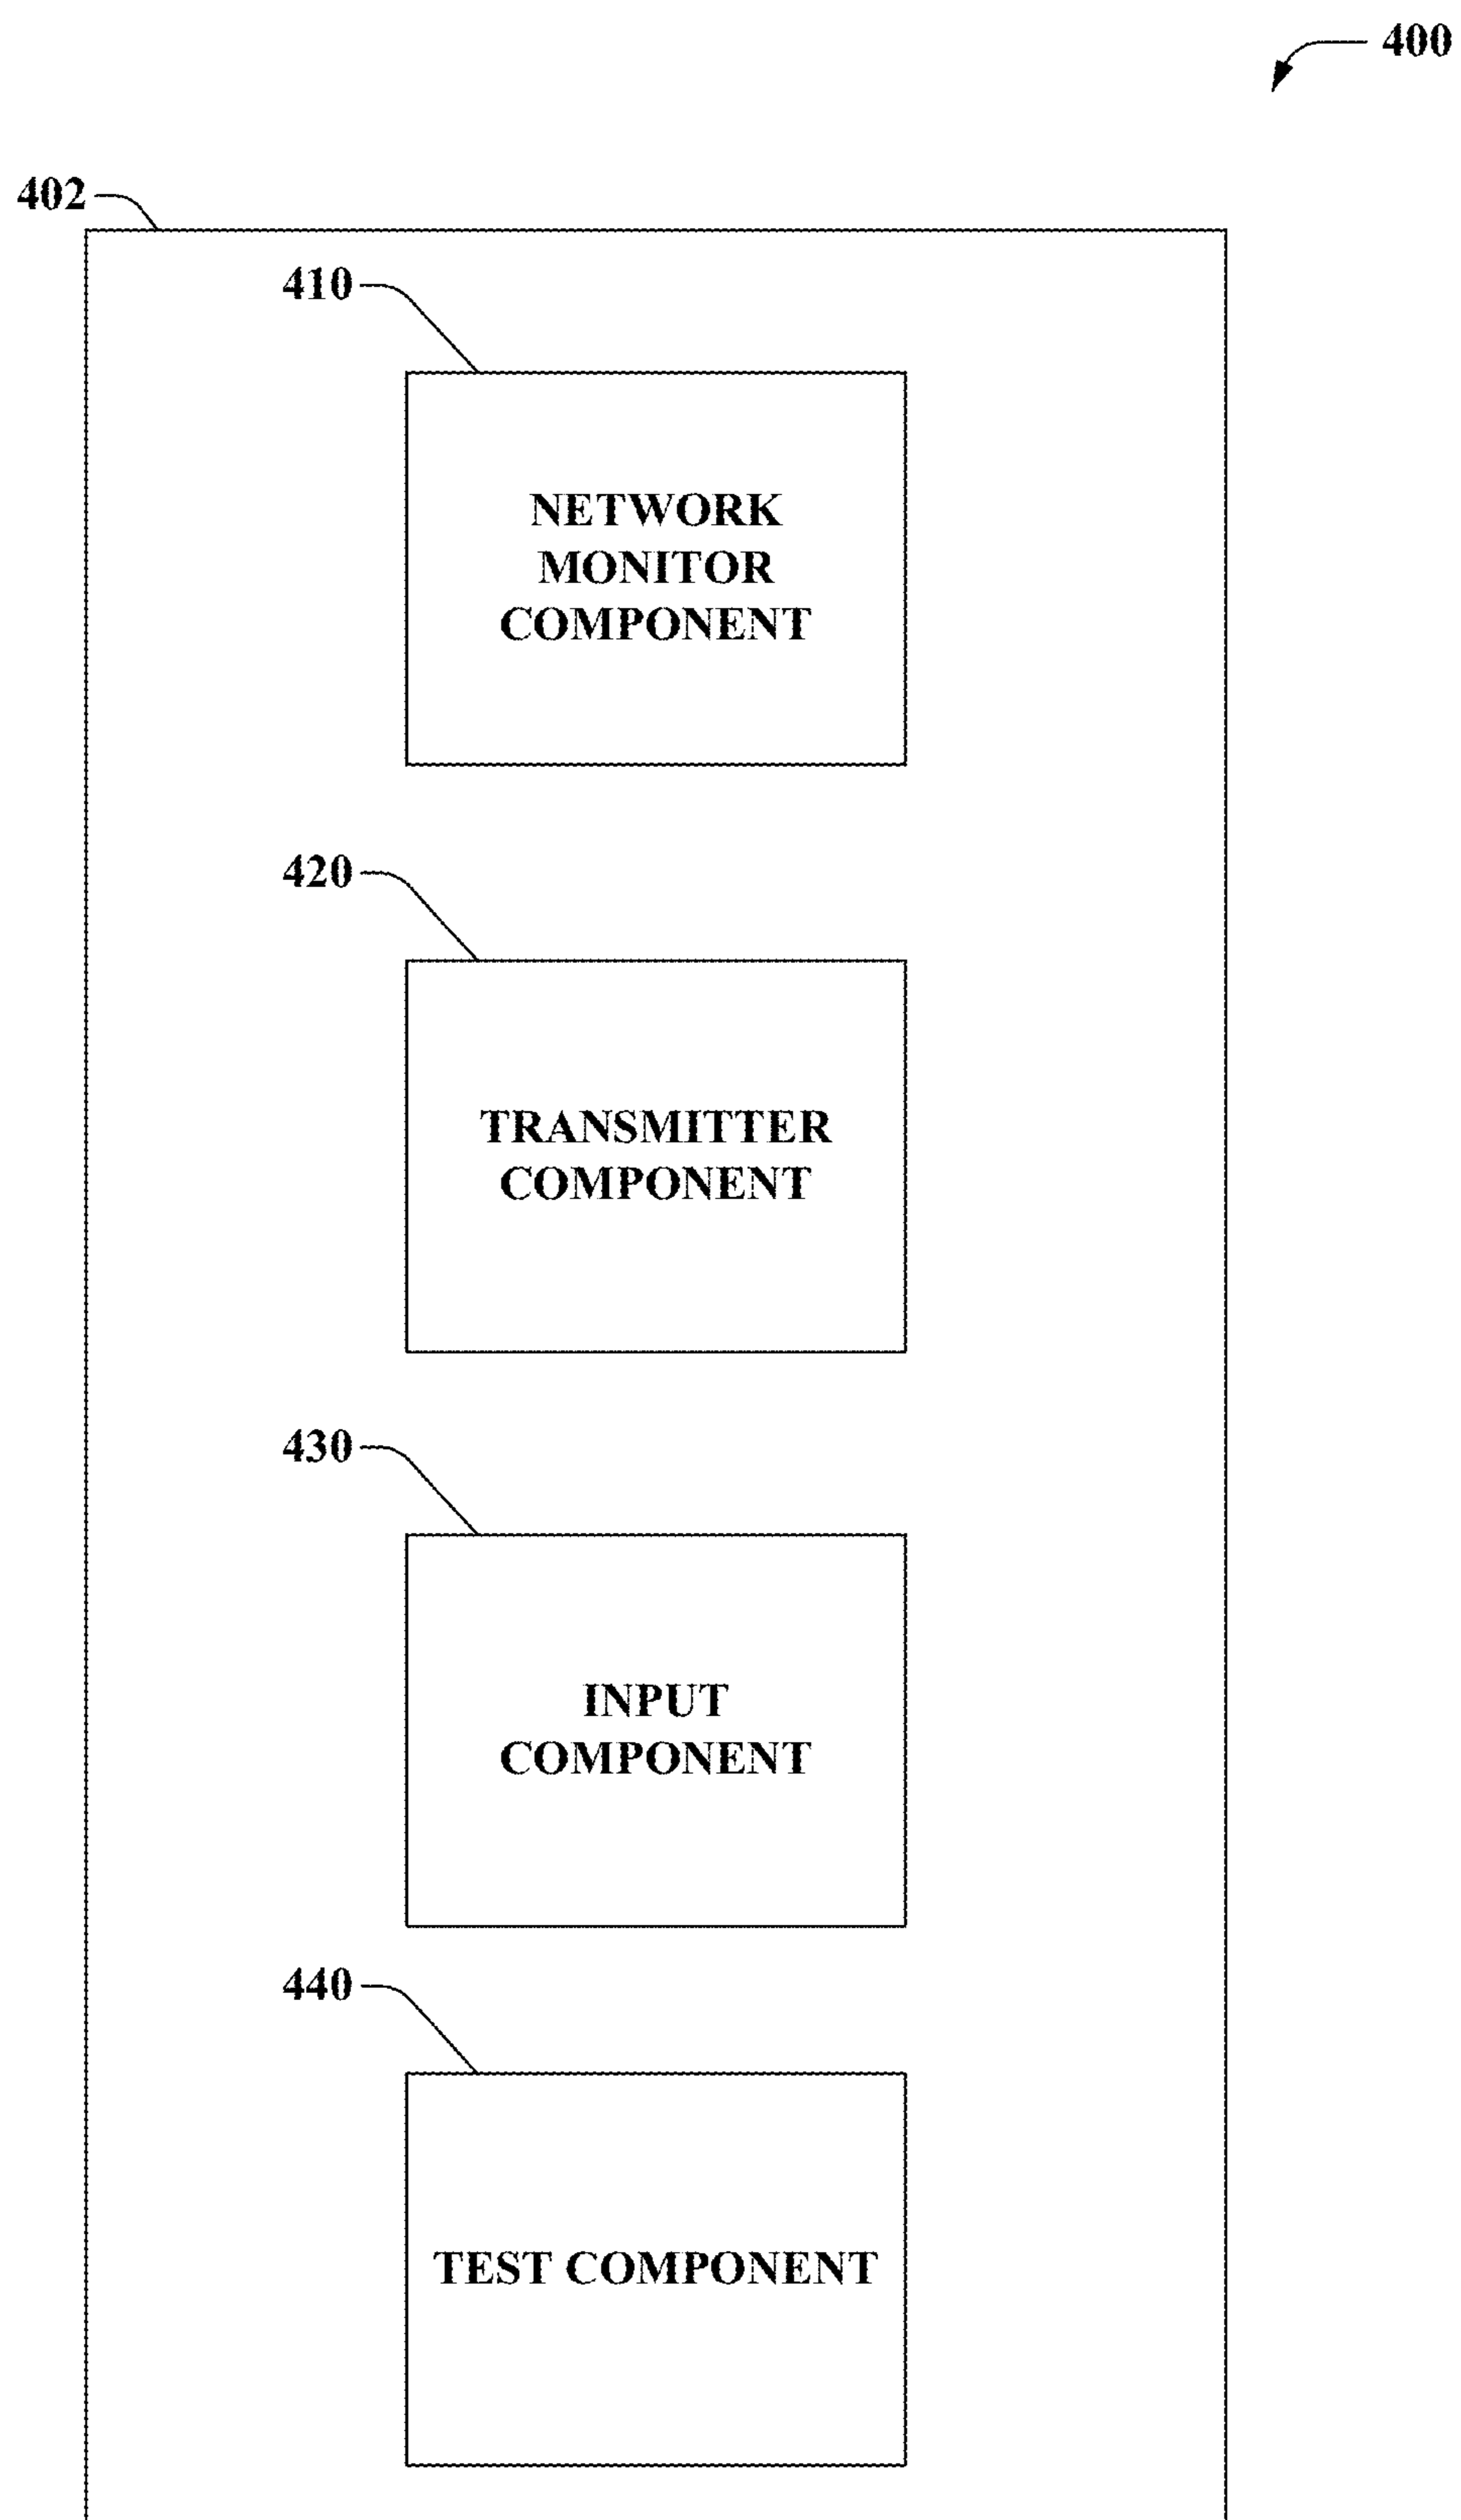 400
402
410
NETWORK
MONITOR
COMPONENT
420
TRANSMITTER
COMPONENT
430
INPUT
COMPONENT
440
TEST COMPONENT